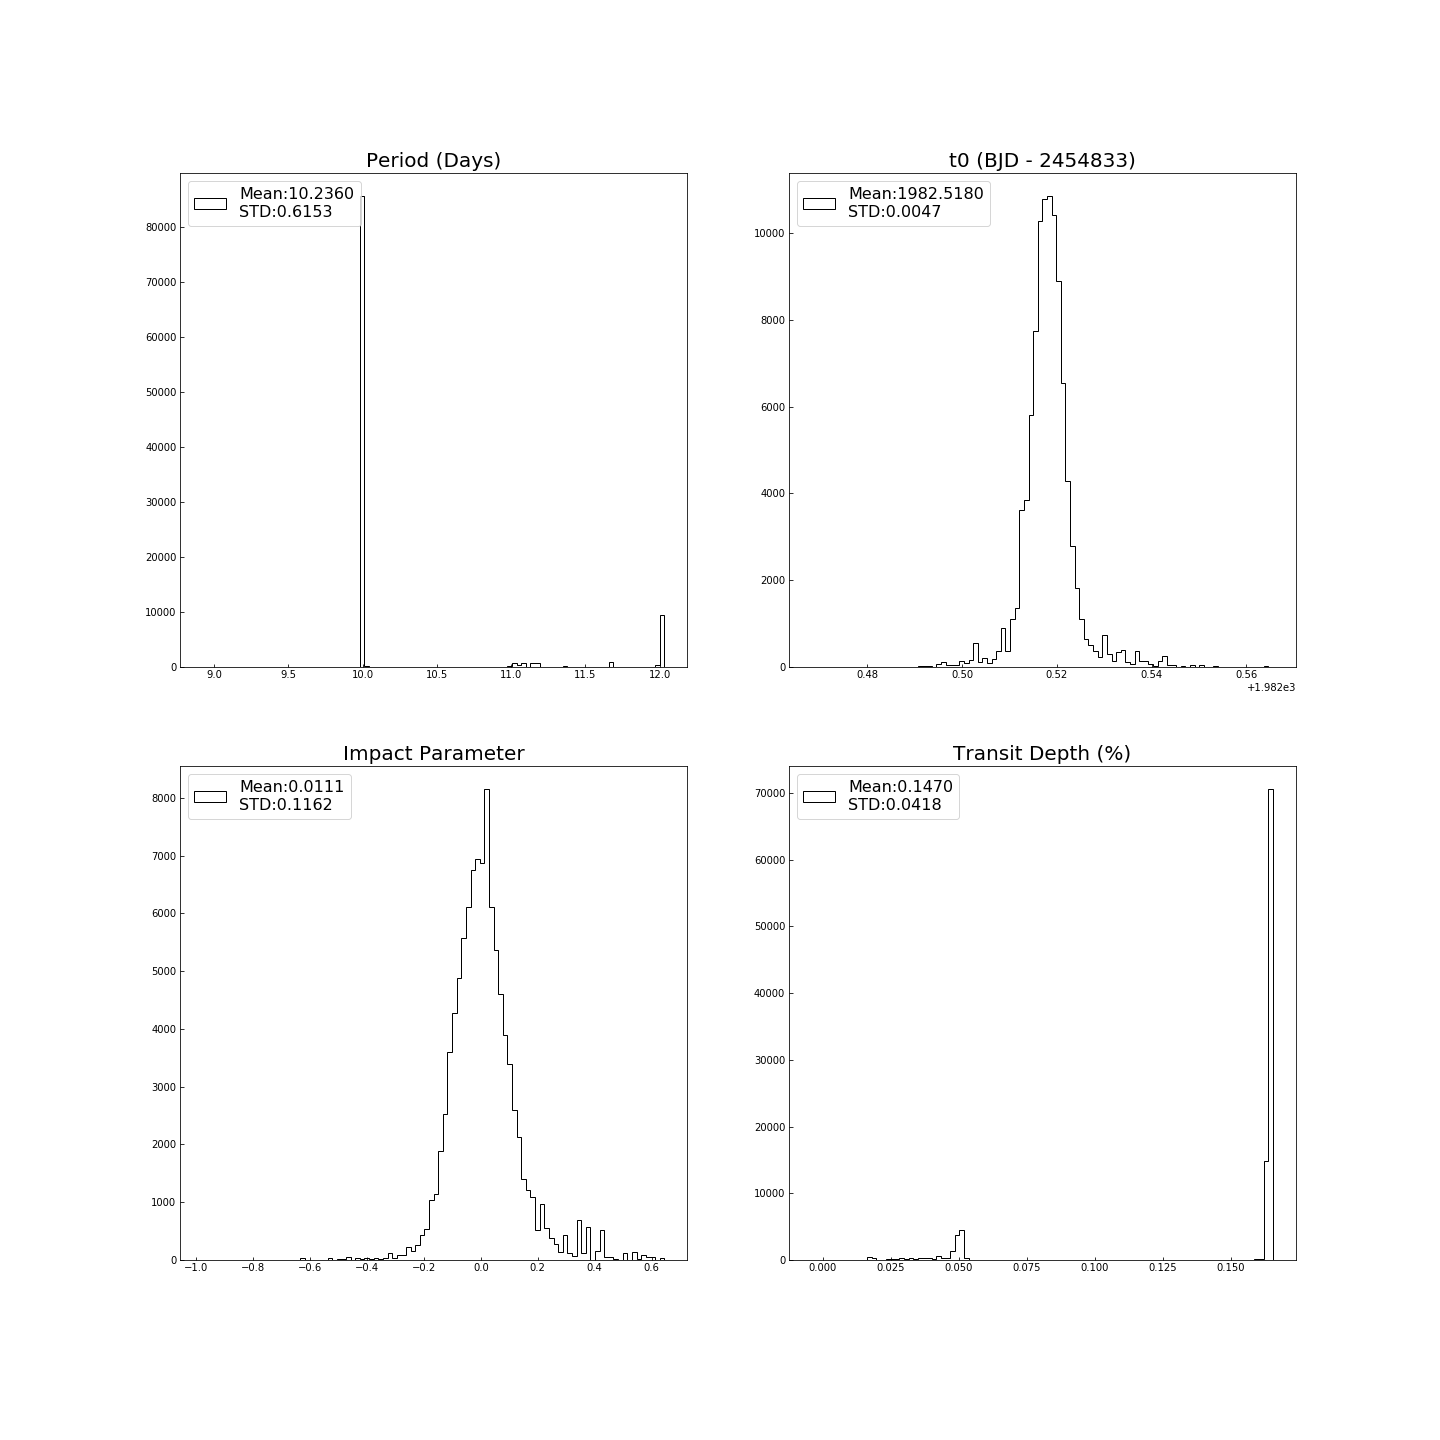 Period (Days)
Mean:10.2360
STD:0.6153
80000
70000
60000
50000
40000
30000
20000
10000
0
9.0 9.5 10.0 10.5 11.0 11.5 12.0
t0 (BJD - 2454833)
Mean:1982.5180
STD:0.0047
10000
8000
6000
4000
2000
0
0.48 0.50 0.52 0.54 0.56
+1.982e3
Impact Parameter
Mean:0.0111
STD:0.1162
8000
7000
6000
5000
4000
3000
2000
1000
0
−1.0 −0.8 −0.6 −0.4 −0.2 0.0 0.2 0.4 0.6
Transit Depth (%)
Mean:0.1470
STD:0.0418
70000
60000
50000
40000
30000
20000
10000
0
0.000 0.025 0.050 0.075 0.100 0.125 0.150